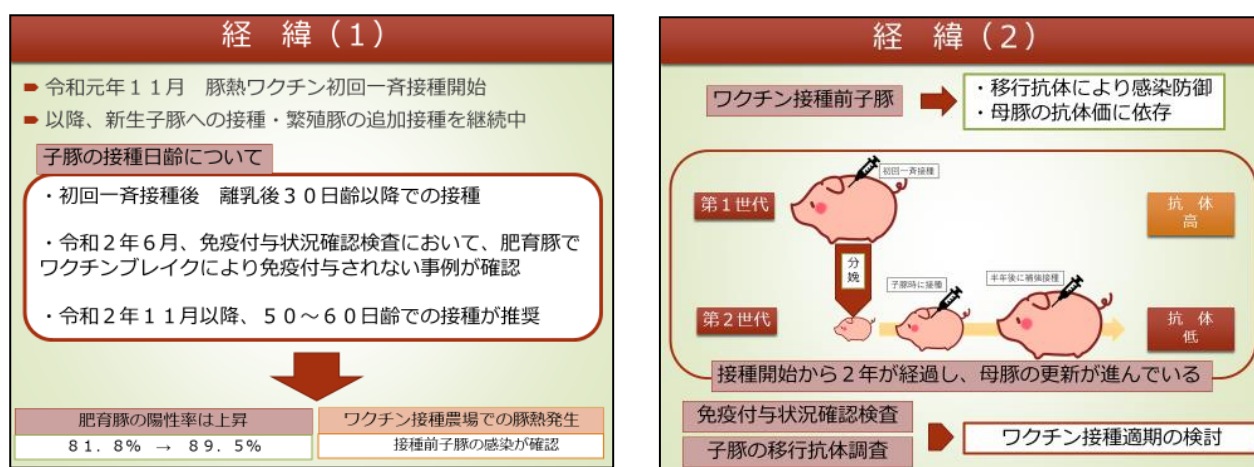 経 緯（１）
令和元年１１月 豚熱ワクチン初回一斉接種開始
以降、新生子豚への接種・繁殖豚の追加接種を継続中
子豚の接種日齢について
・初回一斉接種後 離乳後３０日齢以降での接種
・令和２年６月、免疫付与状況確認検査において、肥育豚で
ワクチンブレイクにより免疫付与されない事例が確認
・令和２年１１月以降、５０～６０日齢での接種が推奨
肥育豚の陽性率は上昇
８１．８％ → ８９．５％
ワクチン接種農場での豚熱発生
接種前子豚の感染が確認
経 緯（２）
ワクチン接種前子豚
・移行抗体により感染防御
・母豚の抗体価に依存
初回一斉接種
第１世代
抗 体
高
分
娩
子豚時に接種
半年後に補強接種
第２世代
抗 体
低
接種開始から２年が経過し、母豚の更新が進んでいる
免疫付与状況確認検査
子豚の移行抗体調査
ワクチン接種適期の検討